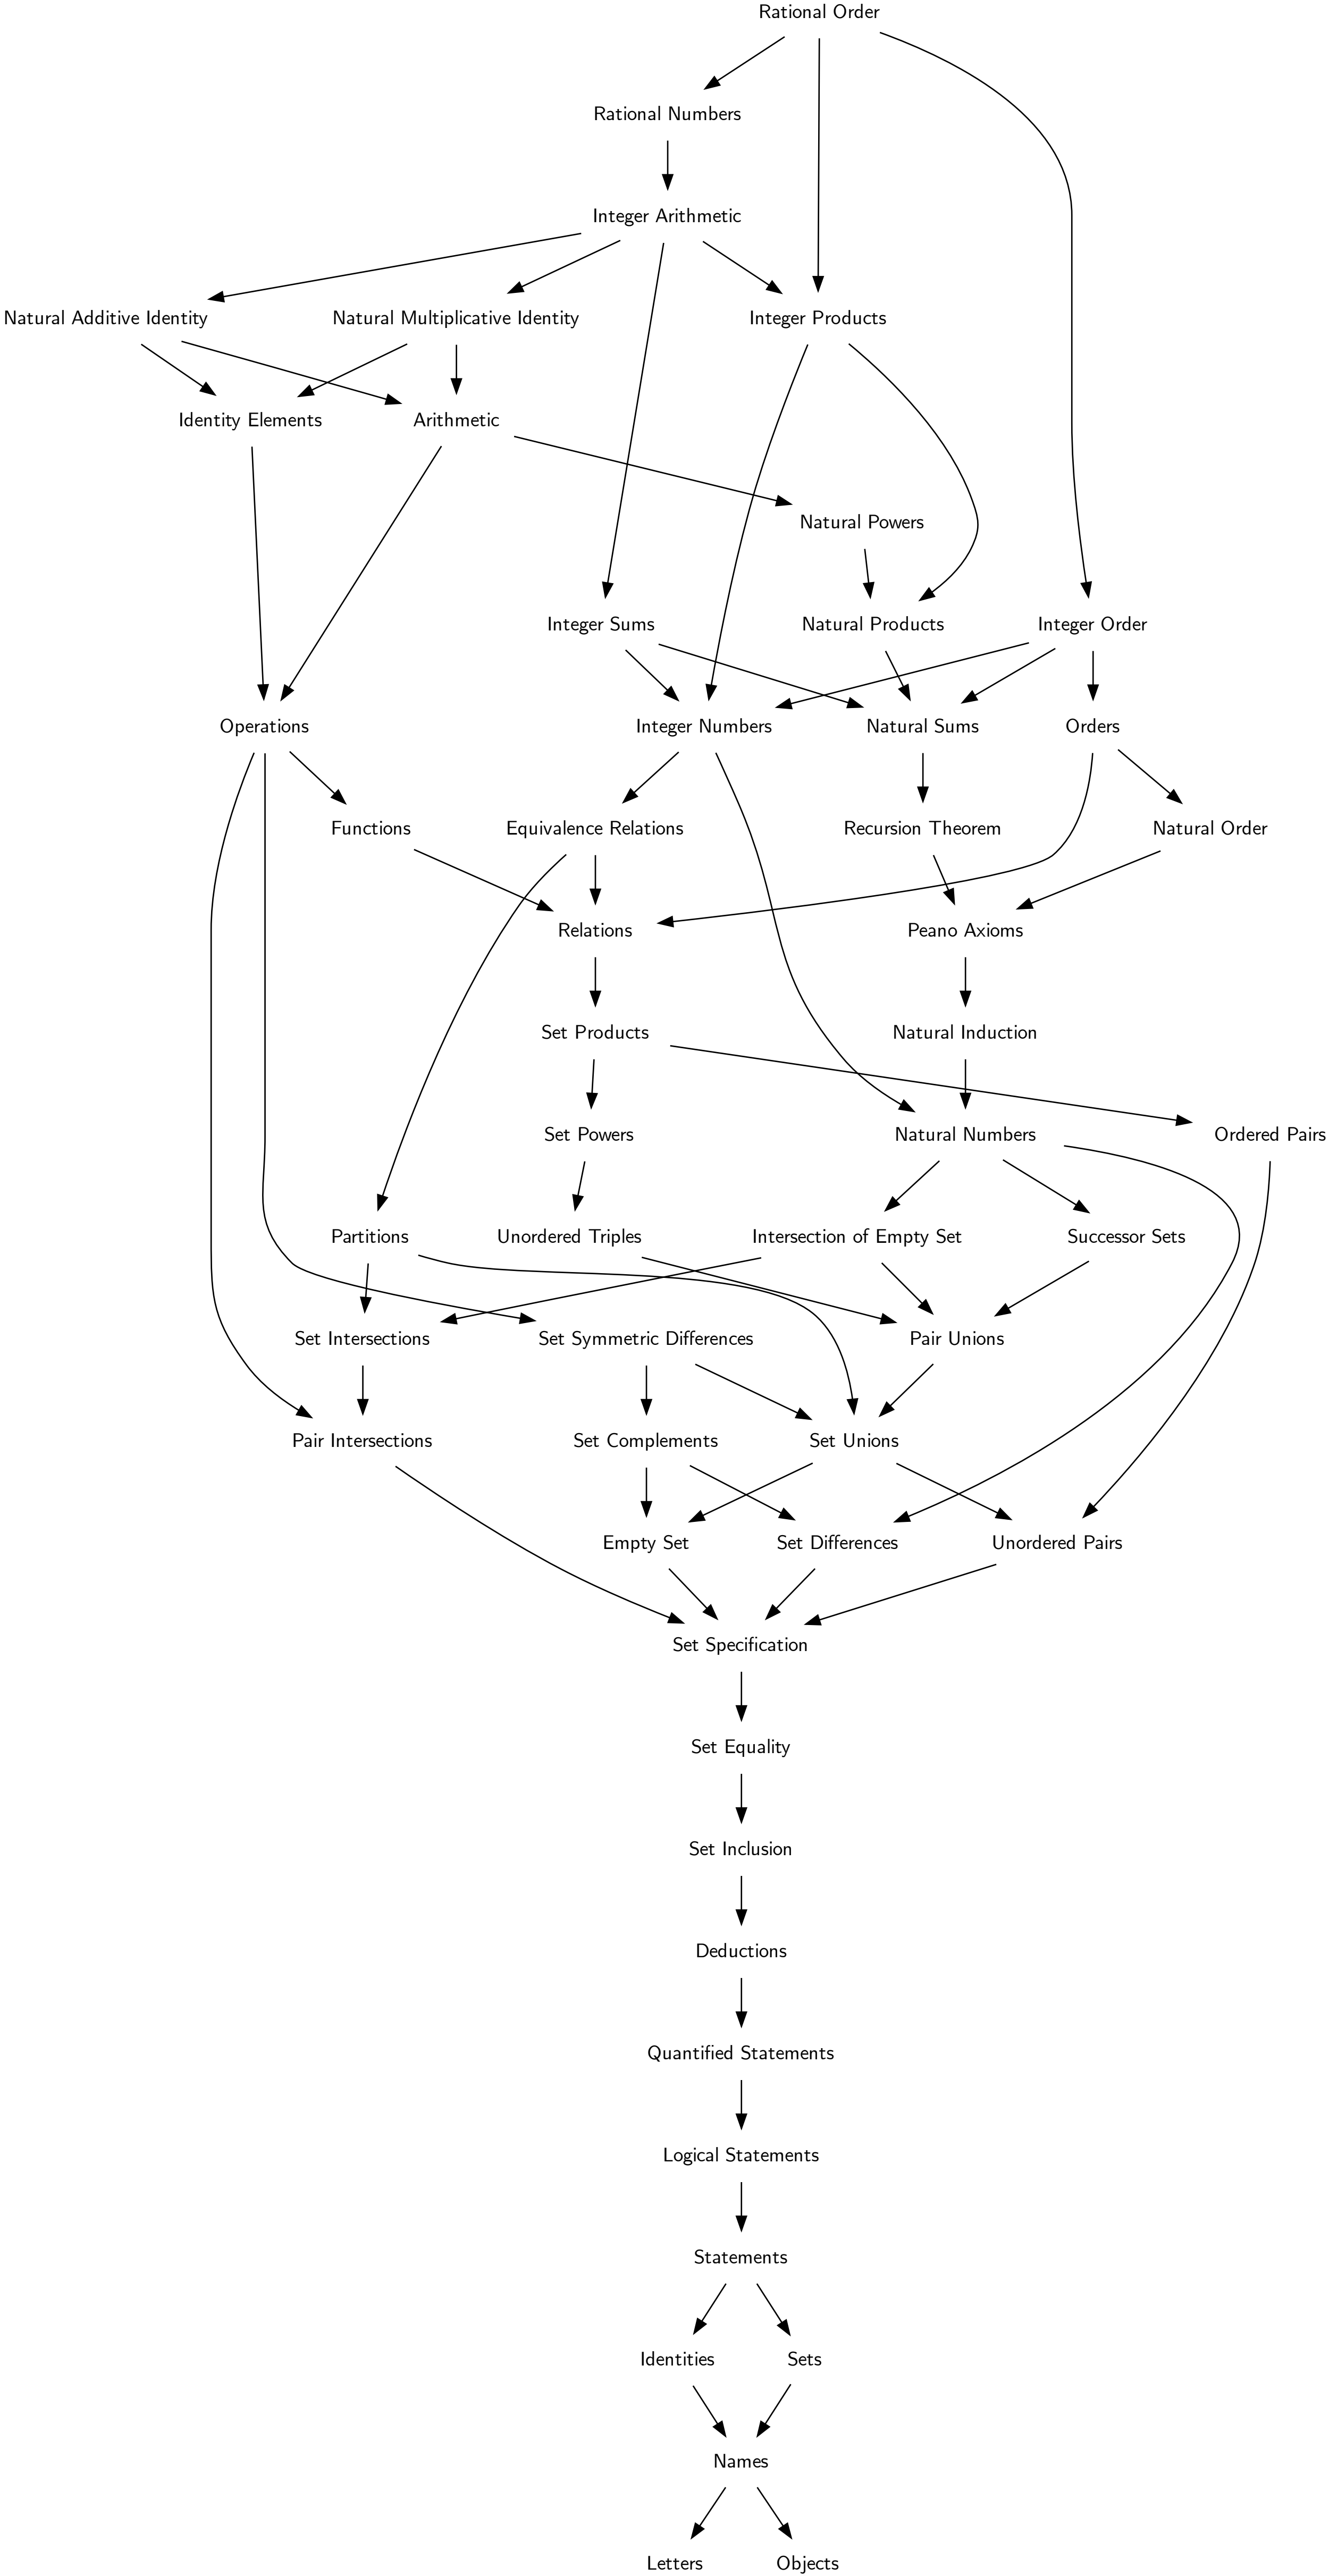 Rational Order
Rational Numbers
Integer Arithmetic
Natural Additive Identity
Natural Multiplicative Identity
Integer Products
Identity Elements
Arithmetic
Natural Powers
Integer Sums
Natural Products
Integer Order
Operations
Integer Numbers
Natural Sums
Orders
Functions
Equivalence Relations
Recursion Theorem
Natural Order
Relations
Peano Axioms
Set Products
Natural Induction
Set Powers
Natural Numbers
Ordered Pairs
Partitions
Unordered Triples
Intersection of Empty Set
Successor Sets
Set Intersections
Set Symmetric Differences
Pair Unions
Pair Intersections
Set Complements
Set Unions
Empty Set
Set Differences
Unordered Pairs
Set Specification
Set Equality
Set Inclusion
Deductions
Quantified Statements
Logical Statements
Statements
Identities
Sets
Names
Letters
Objects